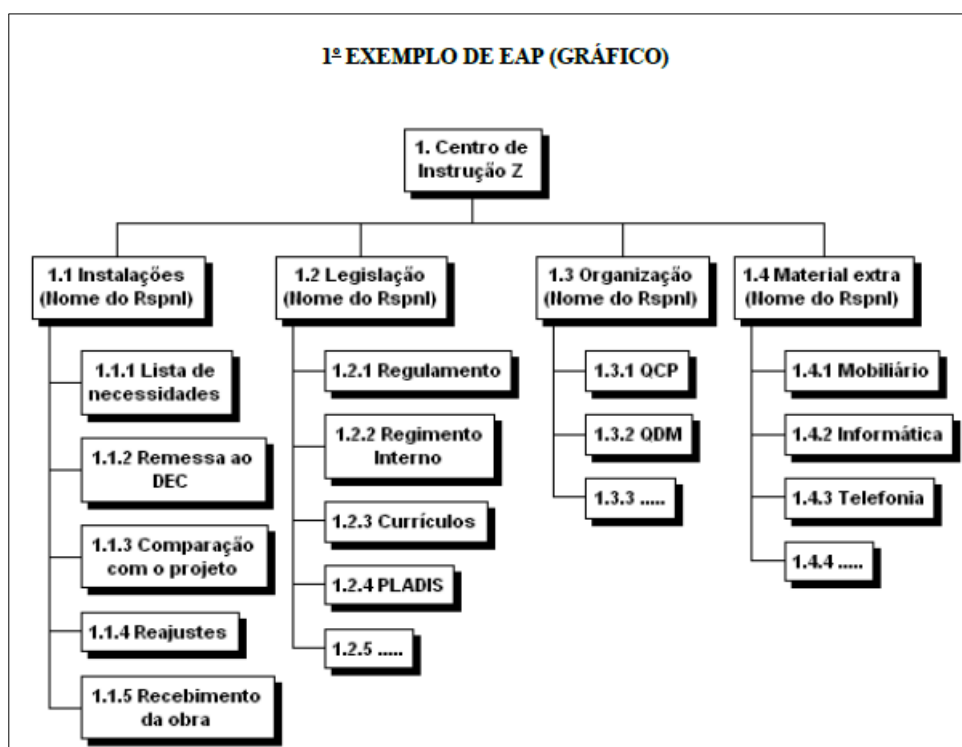 1º EXEMPLO DE EAP (GRÁFICO)
1. Centro de
Instrução Z
1.1 Instalações
(Nome do Rspnl)
1.1.1 Lista de
necessidades
1.1.2 Remessa ao
DEC
1.1.3 Comparação
com o projeto
1.1.4 Reajustes
1.1.5 Recebimento
da obra
1.2 Legislação
(Nome do Rspnl)
1.2.1 Regulamento
1.2.2 Regimento
Interno
1.2.3 Currículos
1.2.4 PLADIS
1.2.5 .....
1.3 Organização
(Nome do Rspnl)
1.3.1 QCP
1.3.2 QDM
1.3.3 .....
1.4 Material extra
(Nome do Rspnl)
1.4.1 Mobiliário
1.4.2 Informática
1.4.3 Telefonia
1.4.4 .....